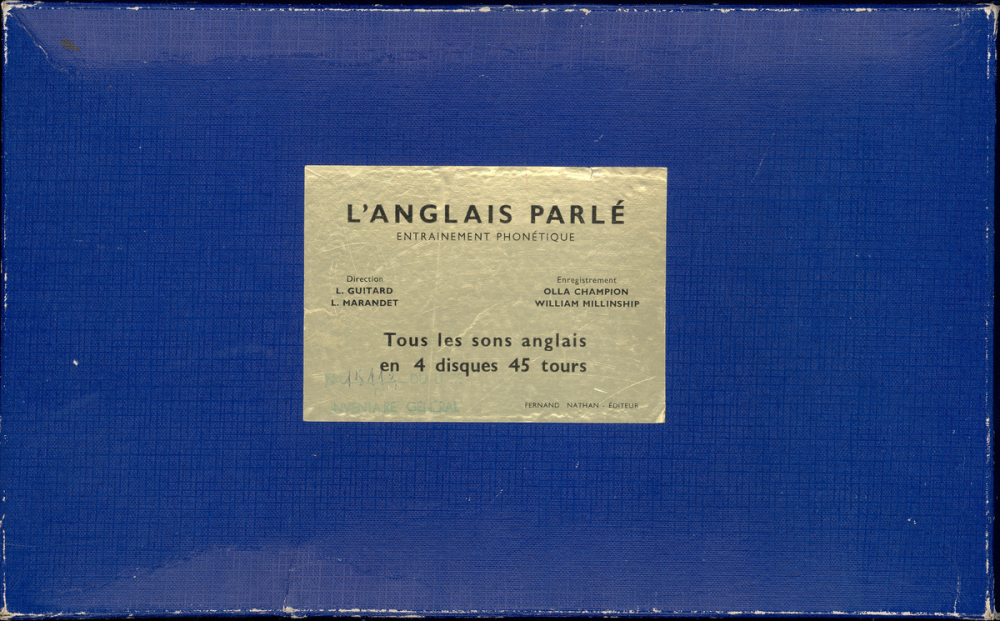 L'ANGLAIS PARLÉ
ENTRAINEMENT PHONÉTIQUE
Direction
L. GUITARD
L. MARANDET
Enregistrement
OLLA CHAMPION
WILLIAM MILLINSHIP
Tous les sons anglais
en 4 disques 45 tours
FERNAND NATHAN - ÉDITEUR